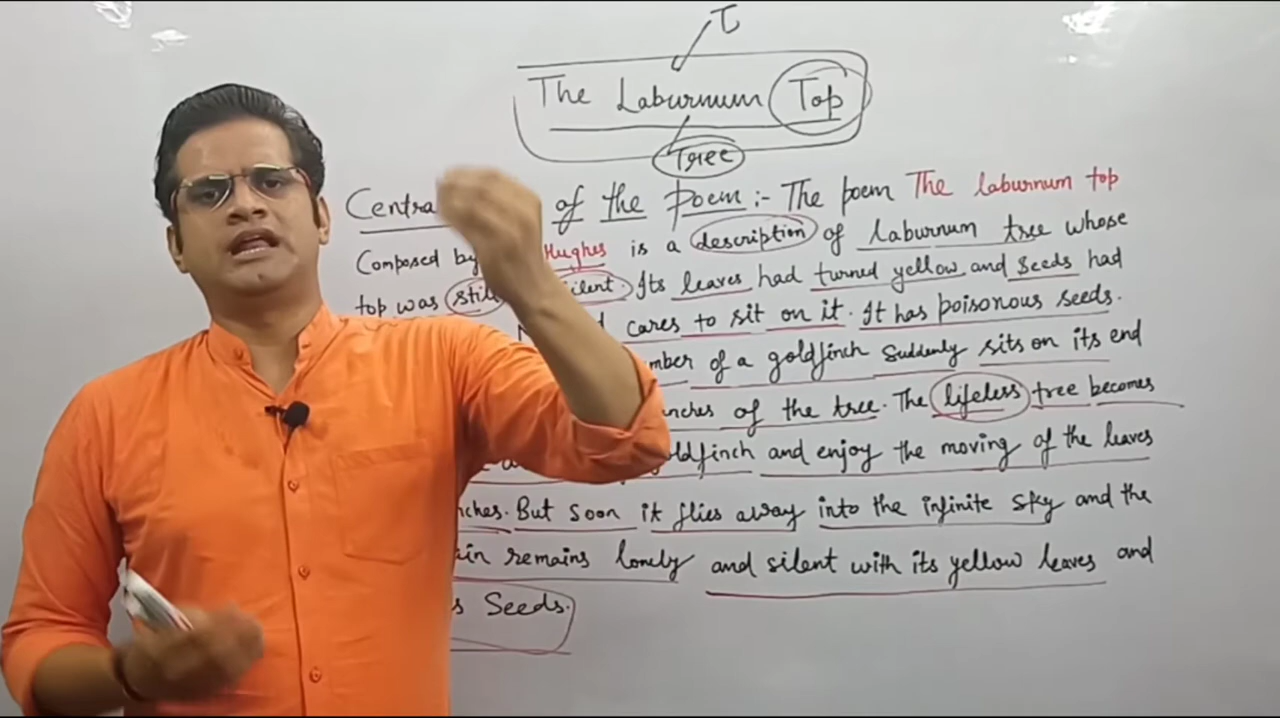 T
The Laburnum Top
Tree
Centra of the Poem :- The poem The laburnum top
Composed by Hughes is a description of laburnum tree whose
top was still silent. Its leaves had turned yellow and seeds had
cares to sit on it. It has poisonous seeds.
mber of a goldfinch suddenly sits on its end
nches of the tree. The lifeless tree becomes
ldfinch and enjoy the moving of the leaves
nches. But soon it flies away into the infinite sky and the
in remains lonely and silent with its yellow leaves and
s Seeds.